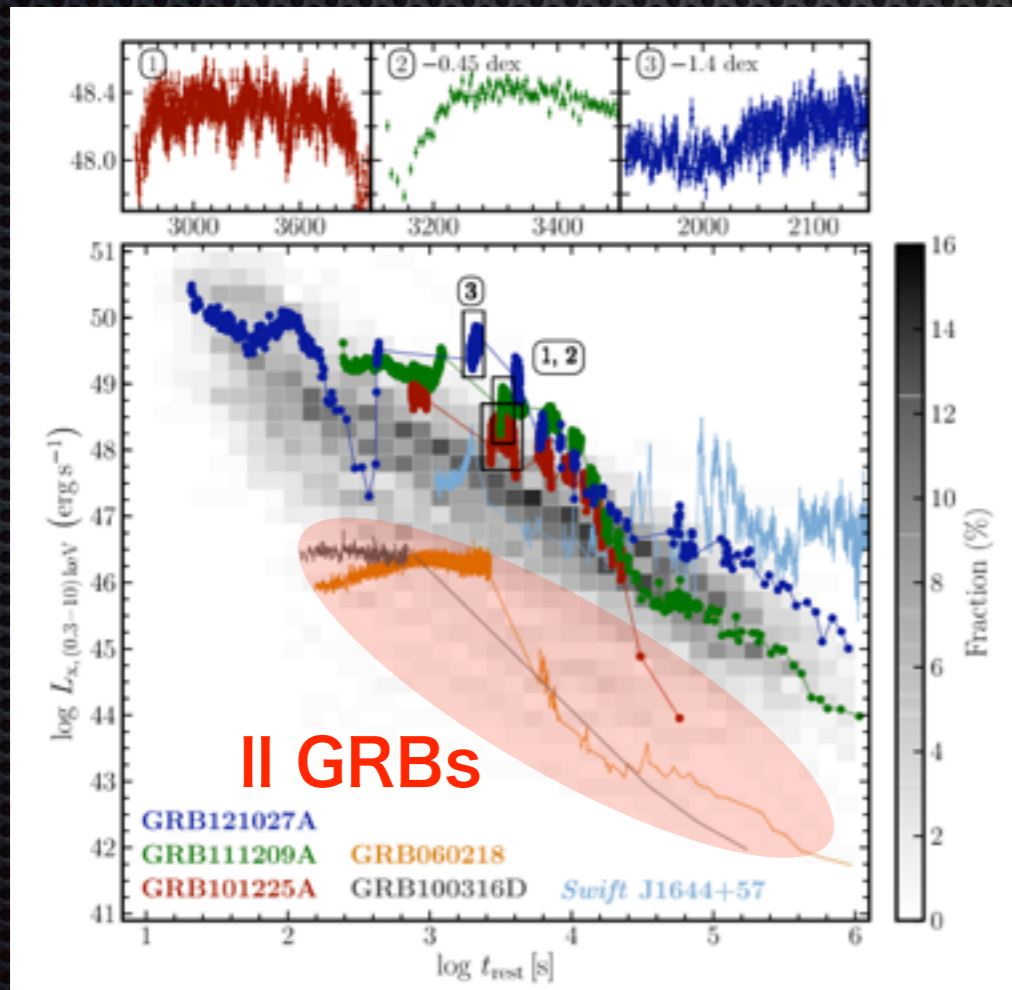 1 2 −0.45 dex 3 −1.4 dex
48.4
48.0
3000 3600 3200 3400 2000 2100
51
50
49
48
47
46
45
44
43
42
41
log L_x,(0.3−10) keV (erg s⁻¹)
3
1, 2
II GRBs
GRB121027A
GRB111209A GRB060218
GRB101225A GRB100316D Swift J1644+57
1 2 3 4 5 6
log t_rest [s]
16
14
12
10
8
6
4
2
0
Fraction (%)